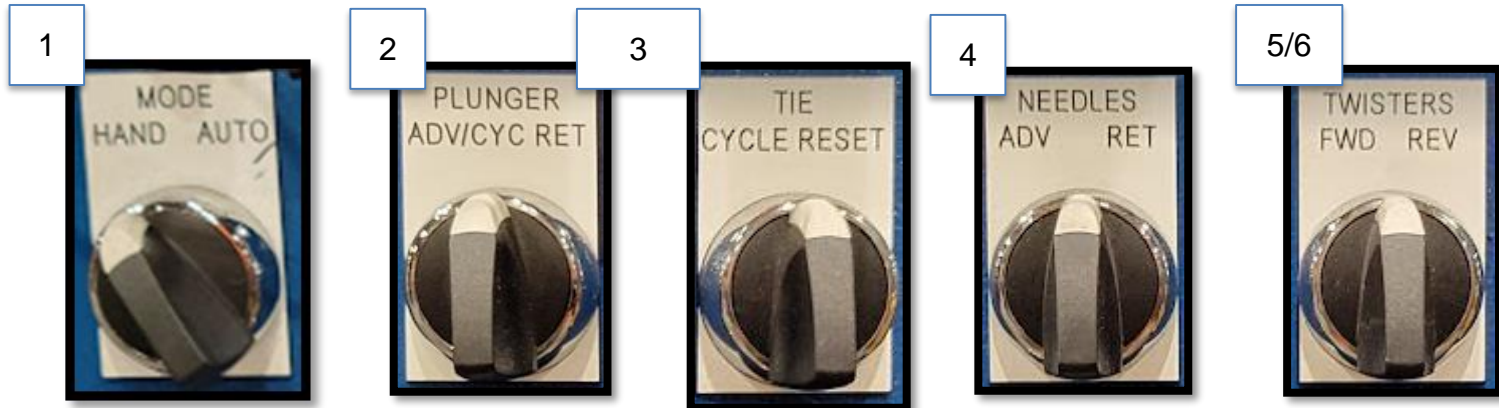 1
MODE
HAND AUTO
2
PLUNGER
ADV/CYC RET
3
TIE
CYCLE RESET
4
NEEDLES
ADV RET
5/6
TWISTERS
FWD REV